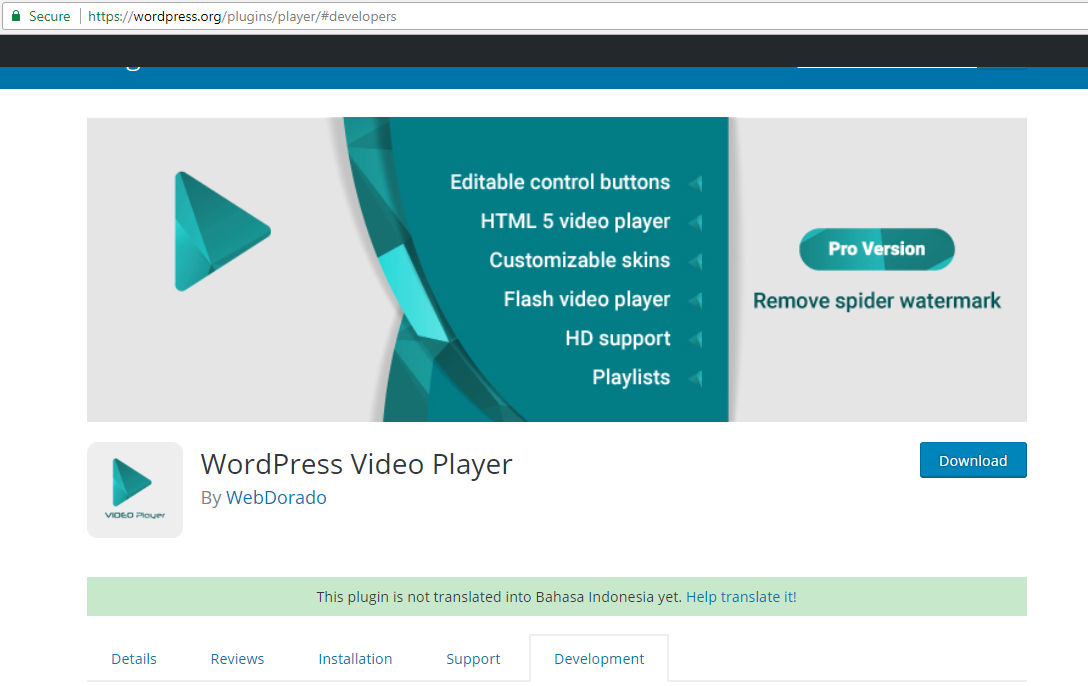 Secure https://wordpress.org/plugins/player/#developers
Editable control buttons
HTML 5 video player
Customizable skins
Flash video player
HD support
Playlists
Pro Version
Remove spider watermark
VIDEO Player
WordPress Video Player
By WebDorado
Download
This plugin is not translated into Bahasa Indonesia yet. Help translate it!
Details Reviews Installation Support Development